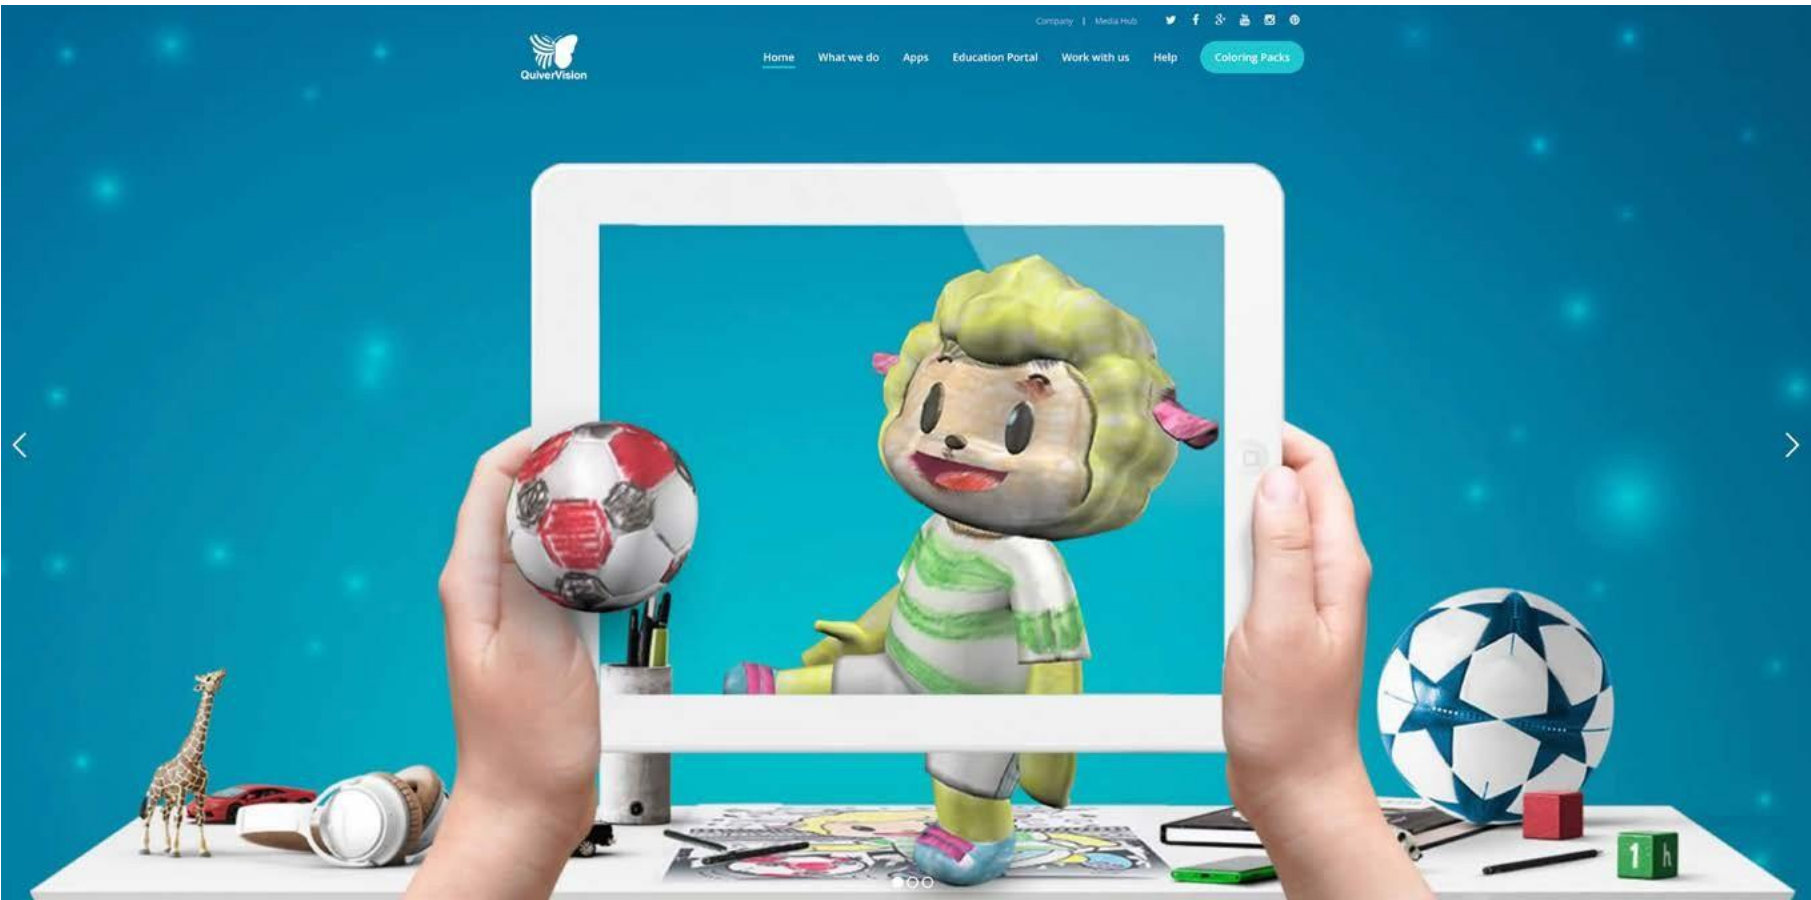 Company | Media Hub
QuiverVision
Home What we do Apps Education Portal Work with us Help Coloring Packs
1 h